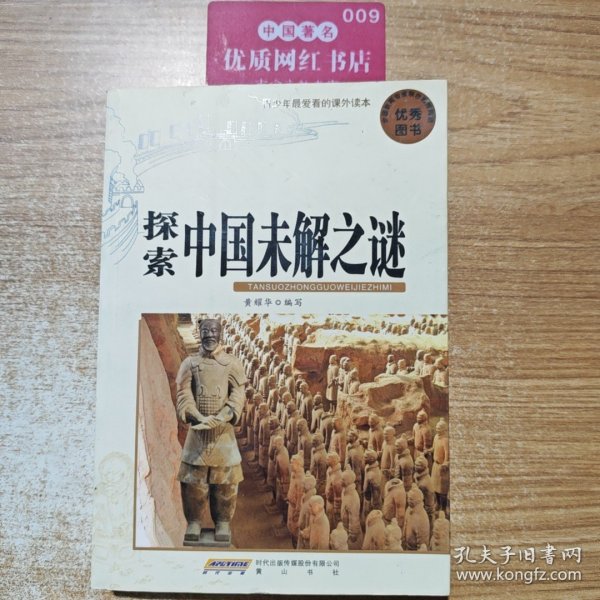 009
中国著名
优质网红书店
青少年最爱看的课外读本
优秀
图书
探索
中国未解之谜
TANSUOZHONGGUOWEIJIEZHIMI
黄耀华◎编写
时代出版传媒股份有限公司
黄山书社
孔夫子旧书网
www.kongfz.com